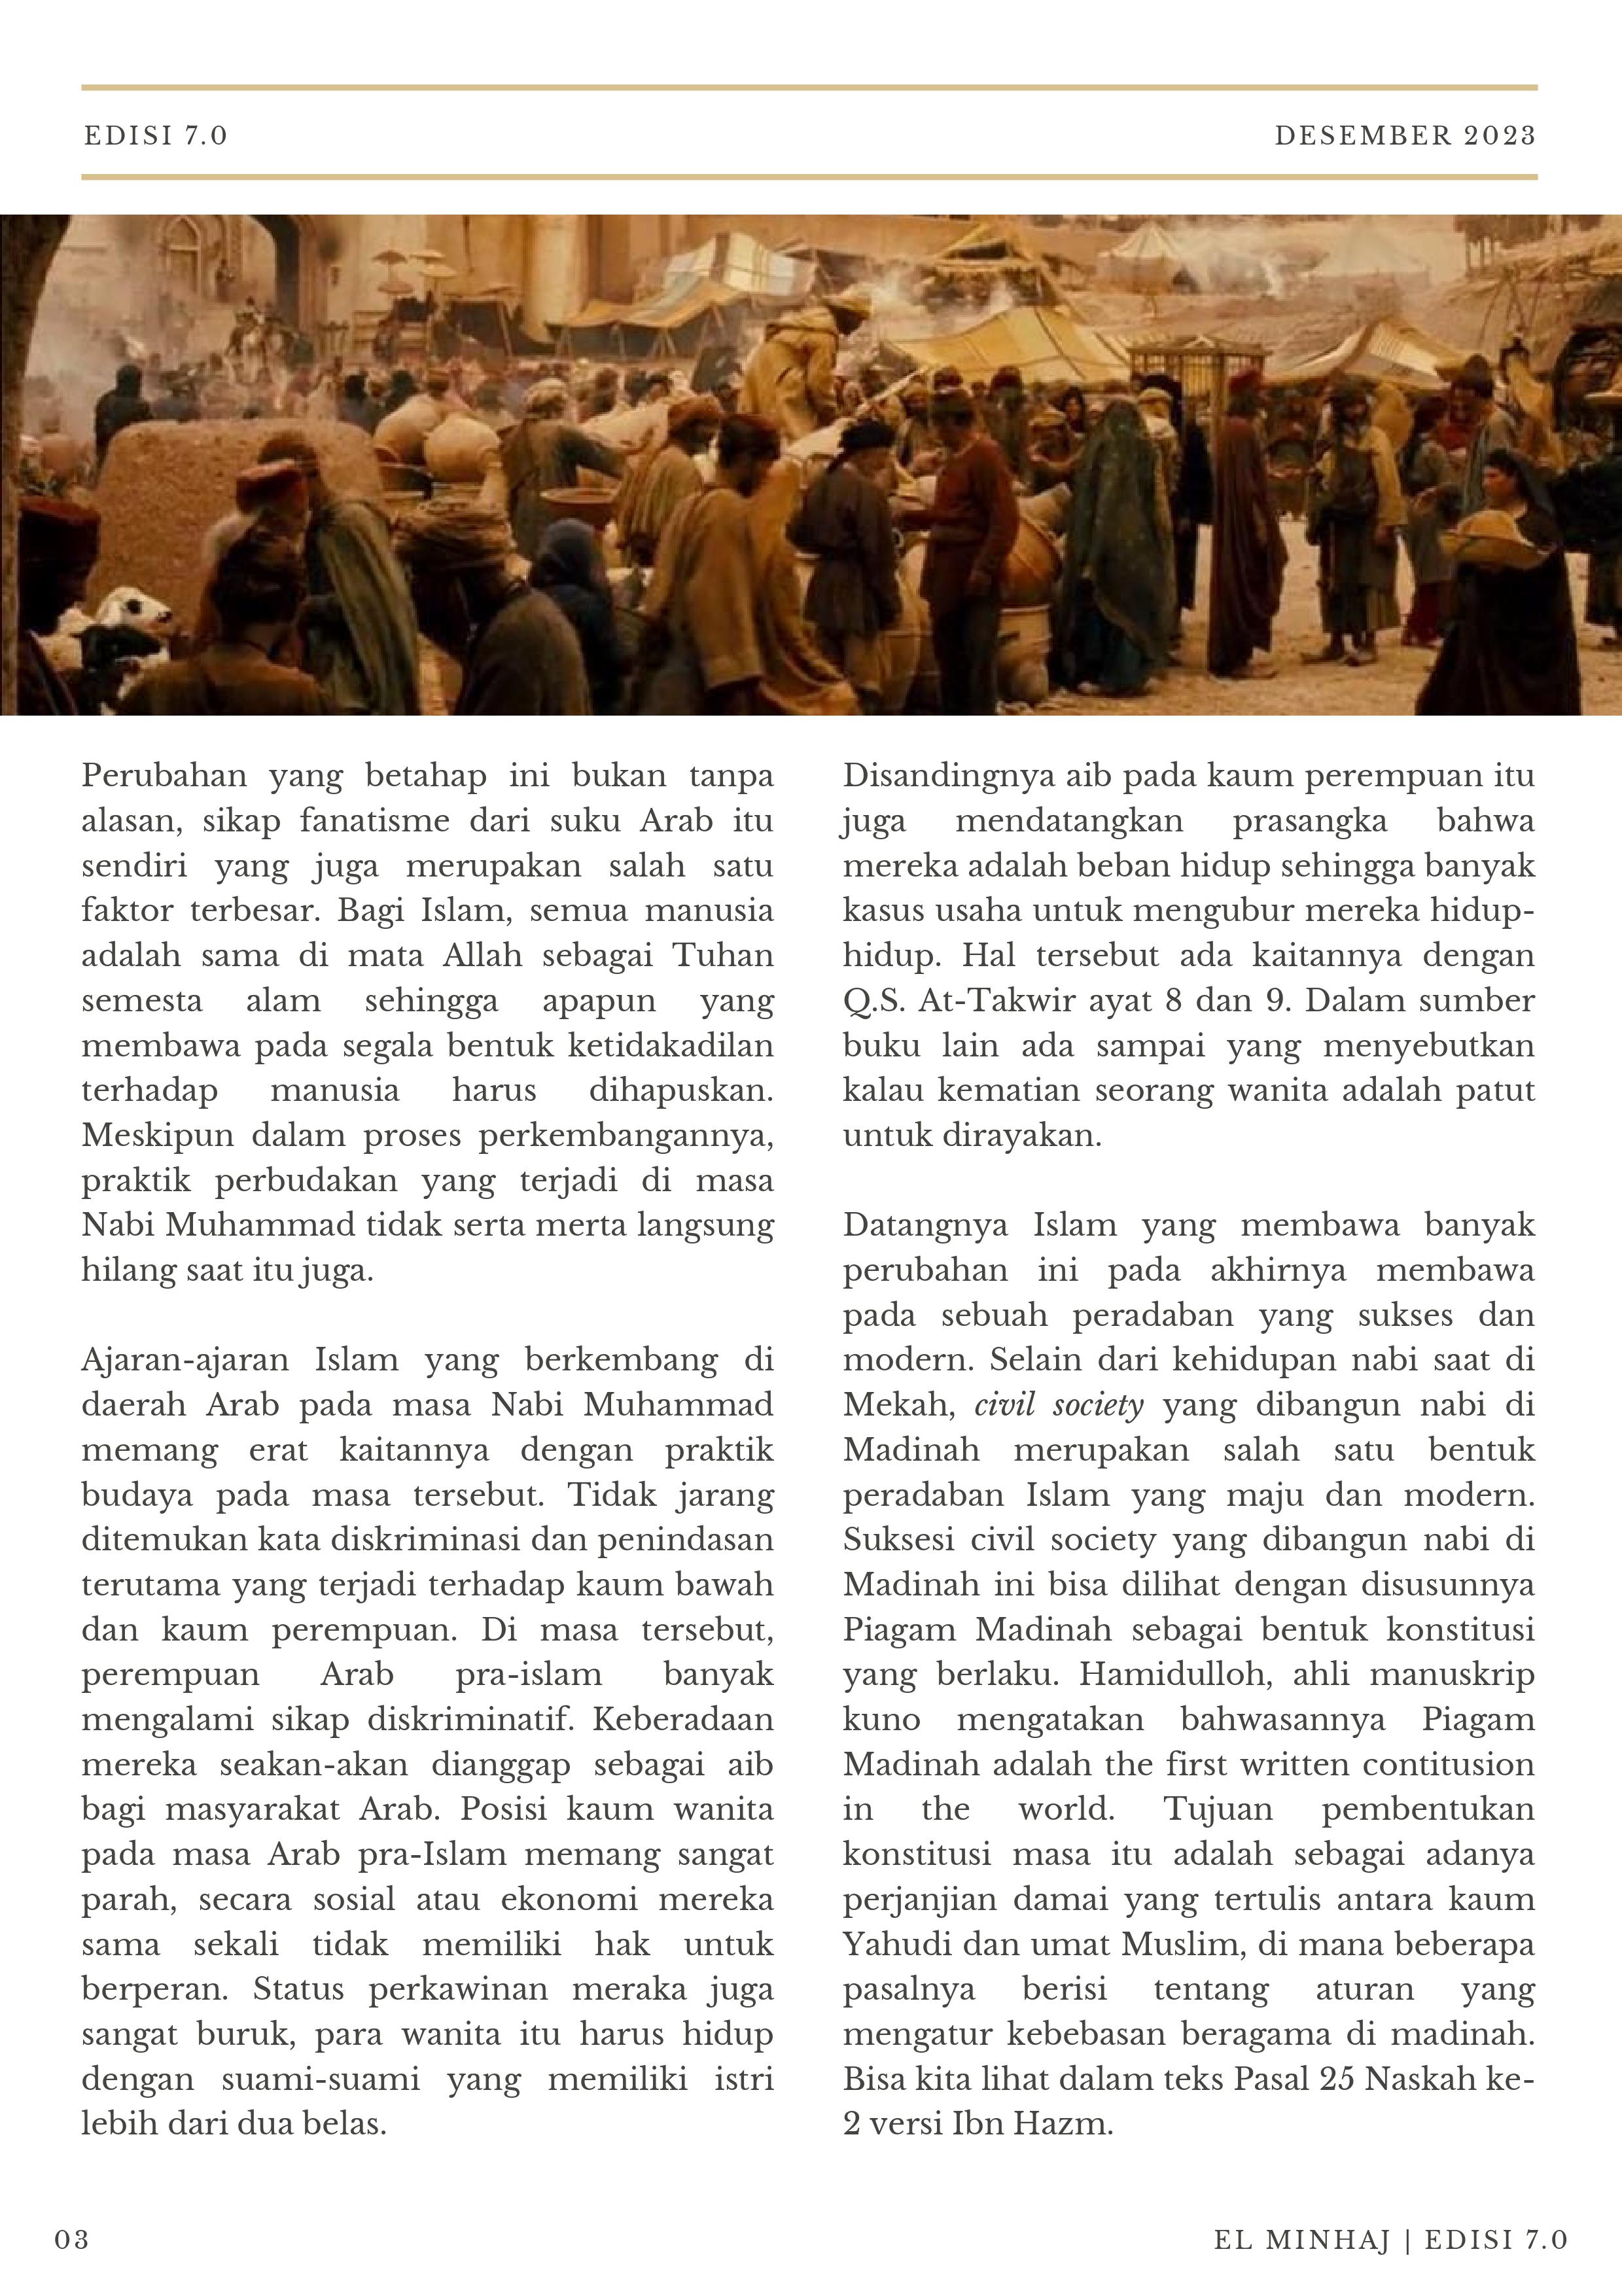 EDISI 7.0
DESEMBER 2023
Perubahan yang betahap ini bukan tanpa
alasan, sikap fanatisme dari suku Arab itu
sendiri yang juga merupakan salah satu
faktor terbesar. Bagi Islam, semua manusia
adalah sama di mata Allah sebagai Tuhan
semesta alam sehingga apapun yang
membawa pada segala bentuk ketidakadilan
terhadap manusia harus dihapuskan.
Meskipun dalam proses perkembangannya,
praktik perbudakan yang terjadi di masa
Nabi Muhammad tidak serta merta langsung
hilang saat itu juga.
Ajaran-ajaran Islam yang berkembang di
daerah Arab pada masa Nabi Muhammad
memang erat kaitannya dengan praktik
budaya pada masa tersebut. Tidak jarang
ditemukan kata diskriminasi dan penindasan
terutama yang terjadi terhadap kaum bawah
dan kaum perempuan. Di masa tersebut,
perempuan Arab pra-islam banyak
mengalami sikap diskriminatif. Keberadaan
mereka seakan-akan dianggap sebagai aib
bagi masyarakat Arab. Posisi kaum wanita
pada masa Arab pra-Islam memang sangat
parah, secara sosial atau ekonomi mereka
sama sekali tidak memiliki hak untuk
berperan. Status perkawinan meraka juga
sangat buruk, para wanita itu harus hidup
dengan suami-suami yang memiliki istri
lebih dari dua belas.
Disandingnya aib pada kaum perempuan itu
juga mendatangkan prasangka bahwa
mereka adalah beban hidup sehingga banyak
kasus usaha untuk mengubur mereka hidup-
hidup. Hal tersebut ada kaitannya dengan
Q.S. At-Takwir ayat 8 dan 9. Dalam sumber
buku lain ada sampai yang menyebutkan
kalau kematian seorang wanita adalah patut
untuk dirayakan.
Datangnya Islam yang membawa banyak
perubahan ini pada akhirnya membawa
pada sebuah peradaban yang sukses dan
modern. Selain dari kehidupan nabi saat di
Mekah, civil society yang dibangun nabi di
Madinah merupakan salah satu bentuk
peradaban Islam yang maju dan modern.
Suksesi civil society yang dibangun nabi di
Madinah ini bisa dilihat dengan disusunnya
Piagam Madinah sebagai bentuk konstitusi
yang berlaku. Hamidulloh, ahli manuskrip
kuno mengatakan bahwasannya Piagam
Madinah adalah the first written contitusion
in the world. Tujuan pembentukan
konstitusi masa itu adalah sebagai adanya
perjanjian damai yang tertulis antara kaum
Yahudi dan umat Muslim, di mana beberapa
pasalnya berisi tentang aturan yang
mengatur kebebasan beragama di madinah.
Bisa kita lihat dalam teks Pasal 25 Naskah ke-
2 versi Ibn Hazm.
03
EL MINHAJ | EDISI 7.0